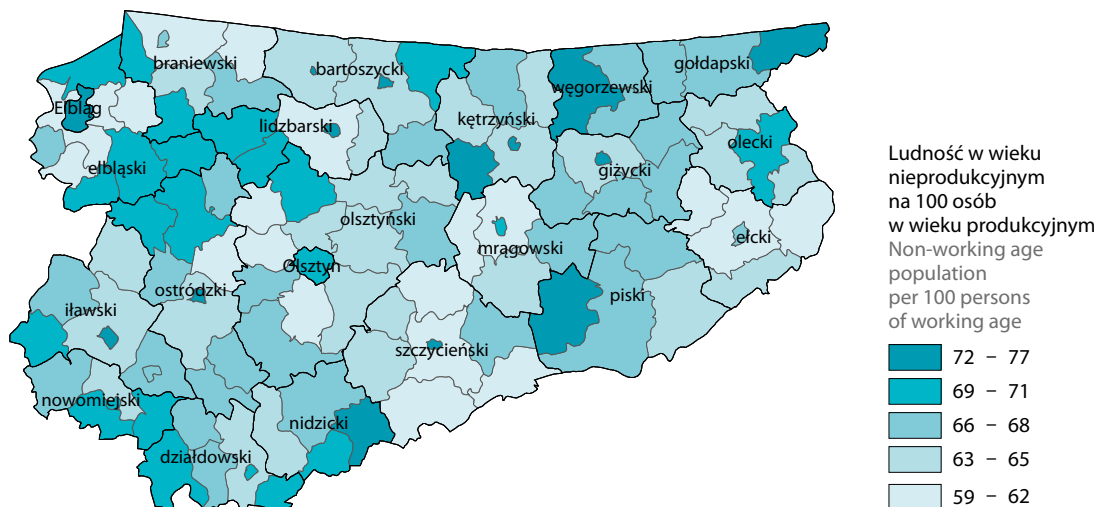 braniewski
bartoszycki
gołdapski
węgorzewski
Elbląg
lidzbarski
kętrzyński
olecki
elbląski
giżycki
olsztyński
mrągowski
ełcki
Olsztyn
ostródzki
piski
iławski
szczycieński
nowomiejski
nidzicki
działdowski
Ludność w wieku
nieprodukcyjnym
na 100 osób
w wieku produkcyjnym
Non-working age
population
per 100 persons
of working age
72 – 77
69 – 71
66 – 68
63 – 65
59 – 62